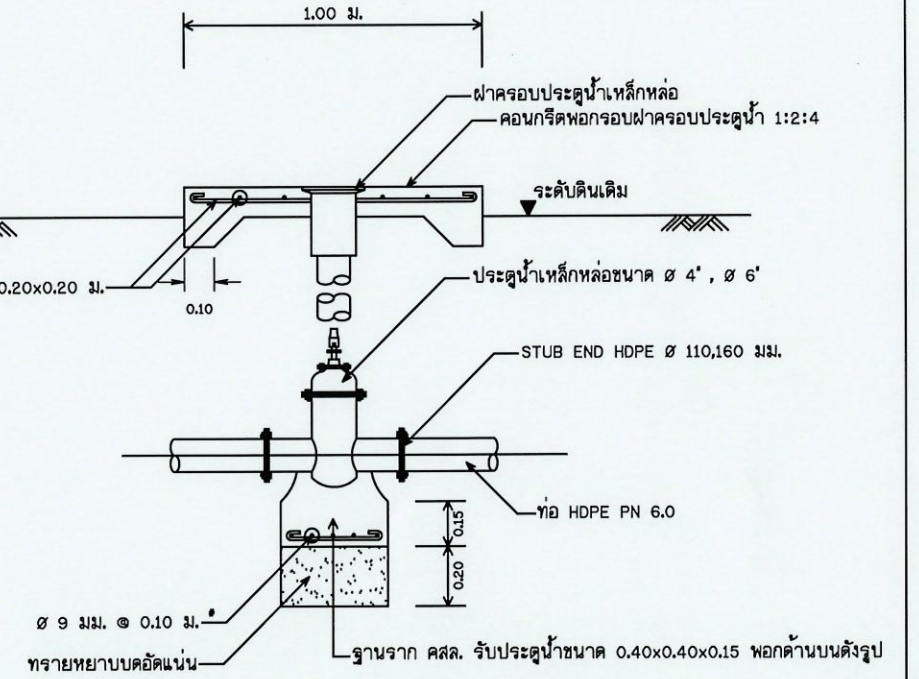 1.00 ม.
ฝาครอบประตูน้ำเหล็กหล่อ
คอนกรีตพอกรอบฝาครอบประตูน้ำ 1:2:4
ระดับดินเดิม
0.20x0.20 ม.
0.10
ประตูน้ำเหล็กหล่อขนาด ø 4" , ø 6"
STUB END HDPE Ø 110,160 มม.
ท่อ HDPE PN 6.0
0.15
0.20
Ø 9 มม. @ 0.10 ม.#
ทรายหยาบบดอัดแน่น
ฐานราก คสล. รับประตูน้ำขนาด 0.40x0.40x0.15 พอกด้านบนดังรูป